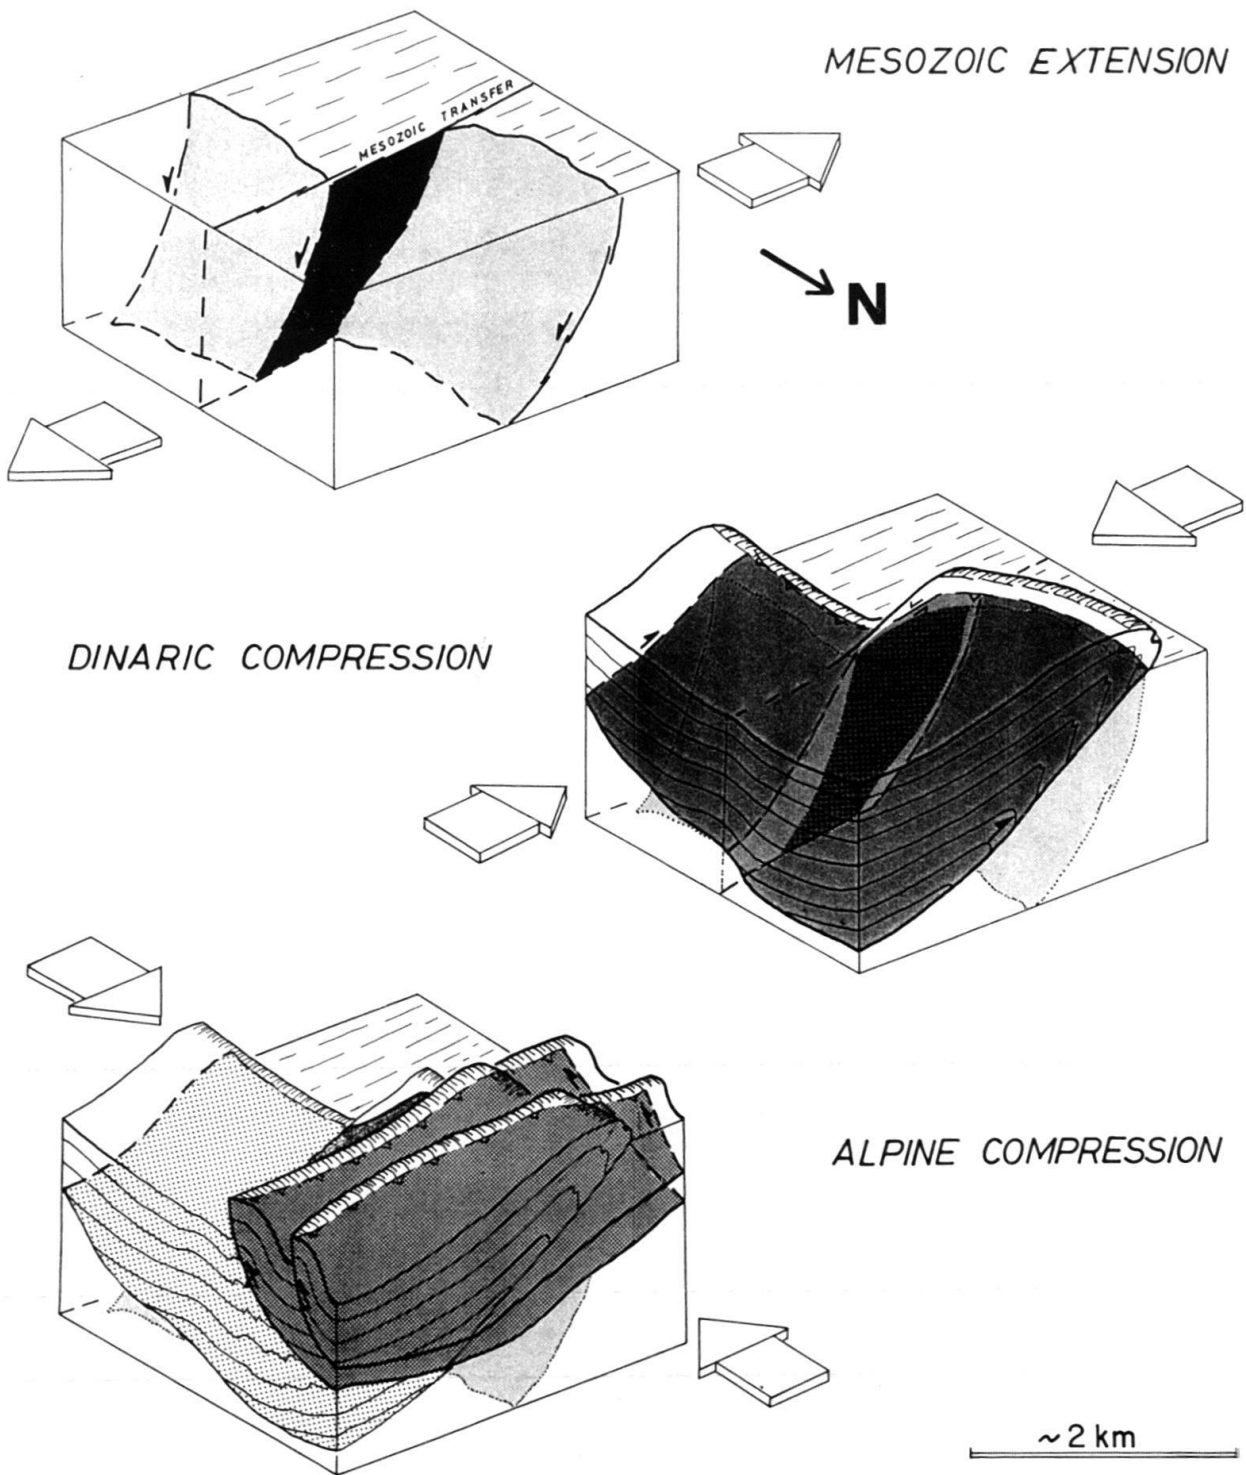 MESOZOIC EXTENSION
MESOZOIC TRANSFER
N
DINARIC COMPRESSION
ALPINE COMPRESSION
~2 km